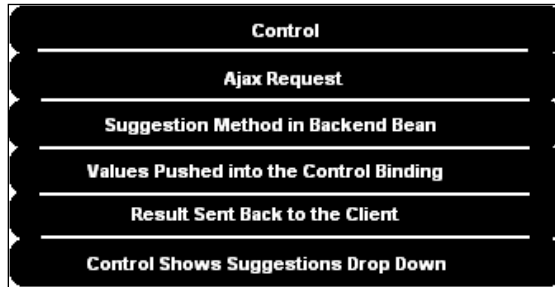 Control
Ajax Request
Suggestion Method in Backend Bean
Values Pushed into the Control Binding
Result Sent Back to the Client
Control Shows Suggestions Drop Down